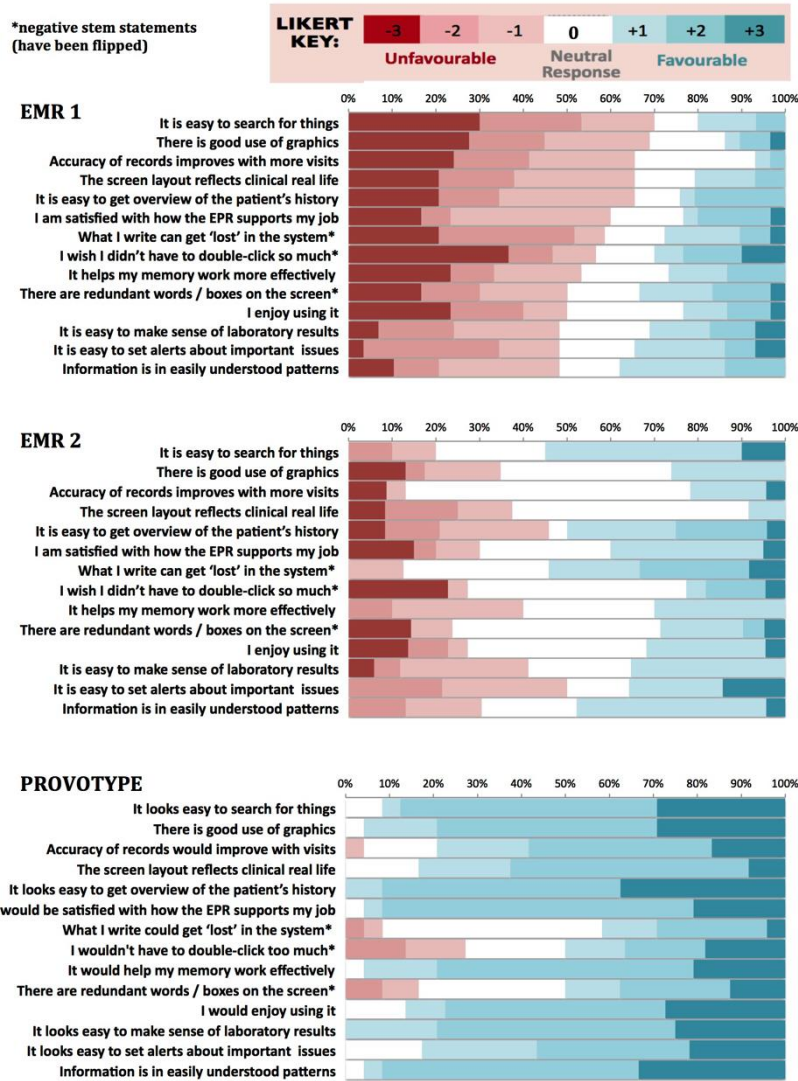 *negative stem statements
(have been flipped)
LIKERT
KEY:
-3 -2 -1 0 +1 +2 +3
Unfavourable Neutral Favourable
Response
EMR 1
0% 10% 20% 30% 40% 50% 60% 70% 80% 90% 100%
It is easy to search for things
There is good use of graphics
Accuracy of records improves with more visits
The screen layout reflects clinical real life
It is easy to get overview of the patient's history
I am satisfied with how the EPR supports my job
What I write can get 'lost' in the system*
I wish I didn't have to double-click so much*
It helps my memory work more effectively
There are redundant words / boxes on the screen*
I enjoy using it
It is easy to make sense of laboratory results
It is easy to set alerts about important issues
Information is in easily understood patterns
EMR 2
0% 10% 20% 30% 40% 50% 60% 70% 80% 90% 100%
It is easy to search for things
There is good use of graphics
Accuracy of records improves with more visits
The screen layout reflects clinical real life
It is easy to get overview of the patient's history
I am satisfied with how the EPR supports my job
What I write can get 'lost' in the system*
I wish I didn't have to double-click so much*
It helps my memory work more effectively
There are redundant words / boxes on the screen*
I enjoy using it
It is easy to make sense of laboratory results
It is easy to set alerts about important issues
Information is in easily understood patterns
PROVOTYPE
0% 10% 20% 30% 40% 50% 60% 70% 80% 90% 100%
It looks easy to search for things
There is good use of graphics
Accuracy of records would improve with visits
The screen layout reflects clinical real life
It looks easy to get overview of the patient's history
would be satisfied with how the EPR supports my job
What I write could get 'lost' in the system*
I wouldn't have to double-click too much*
It would help my memory work effectively
There are redundant words / boxes on the screen*
I would enjoy using it
It looks easy to make sense of laboratory results
It looks easy to set alerts about important issues
Information is in easily understood patterns